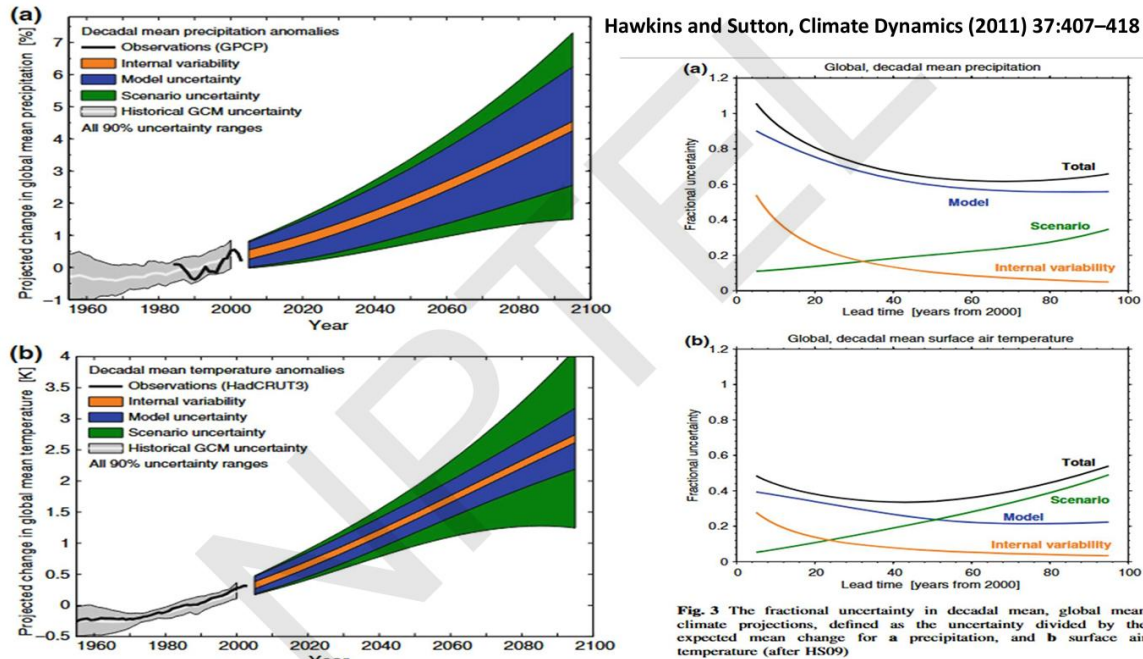 Hawkins and Sutton, Climate Dynamics (2011) 37:407–418
(a)
Projected change in global mean precipitation [%]
7
6
5
4
3
2
1
0
−1
Decadal mean precipitation anomalies
Observations (GPCP)
Internal variability
Model uncertainty
Scenario uncertainty
Historical GCM uncertainty
All 90% uncertainty ranges
1960 1980 2000 2020 2040 2060 2080 2100
Year
(b)
Projected change in global mean temperature [K]
4
3.5
3
2.5
2
1.5
1
0.5
0
−0.5
Decadal mean temperature anomalies
Observations (HadCRUT3)
Internal variability
Model uncertainty
Scenario uncertainty
Historical GCM uncertainty
All 90% uncertainty ranges
1960 1980 2000 2020 2040 2060 2080 2100
Year
(a) Global, decadal mean precipitation
Fractional uncertainty
1.2
1
0.8
0.6
0.4
0.2
0
Total
Model
Scenario
Internal variability
0 20 40 60 80 100
Lead time [years from 2000]
(b) Global, decadal mean surface air temperature
Fractional uncertainty
1.2
1
0.8
0.6
0.4
0.2
0
Total
Scenario
Model
Internal variability
0 20 40 60 80 100
Lead time [years from 2000]
Fig. 3 The fractional uncertainty in decadal mean, global mean
climate projections, defined as the uncertainty divided by the
expected mean change for a precipitation, and b surface air
temperature (after HS09)
NPTEL